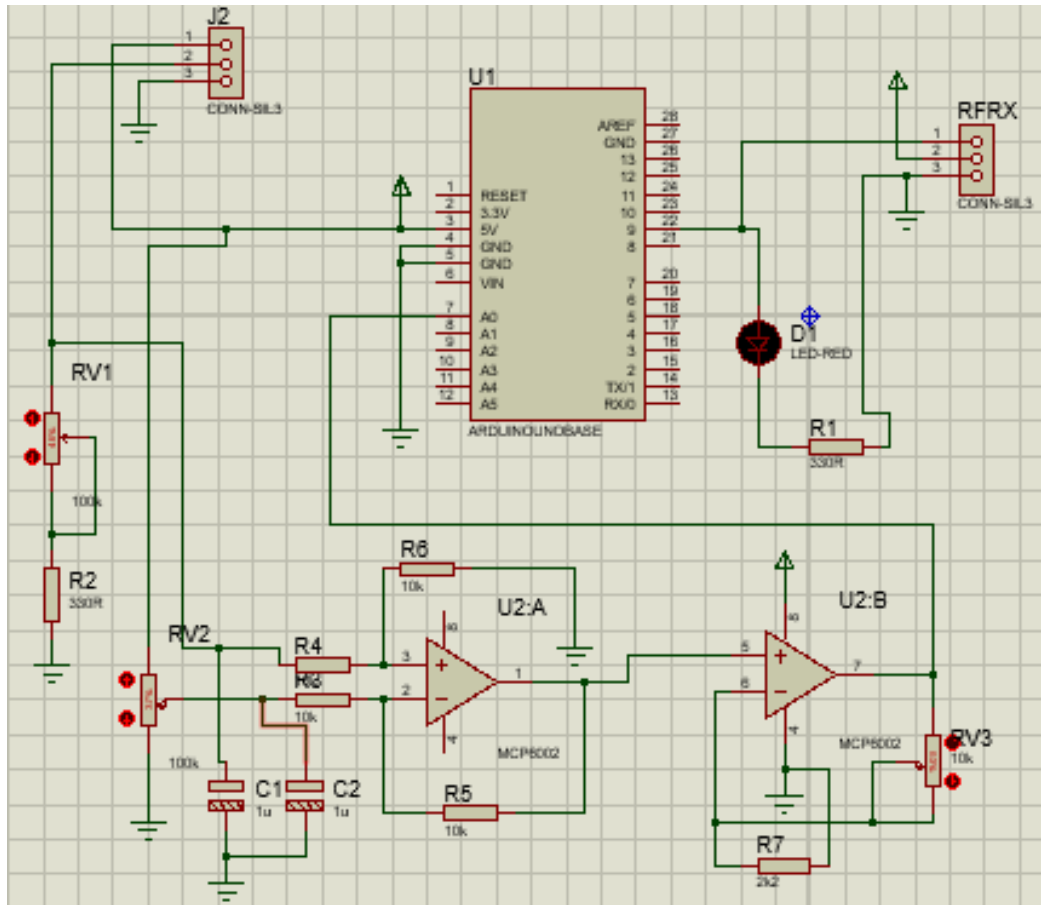 J2
1
2
3
CONN-SIL3
U1
1
2
3
4
5
6
7
8
9
10
11
12
RESET
3.3V
5V
GND
GND
VIN
A0
A1
A2
A3
A4
A5
AREF
GND
13
12
11
10
9
8
7
6
5
4
3
2
TX/1
RX/0
28
27
26
25
24
23
22
21
20
19
18
17
16
15
14
13
ARDUINOUNOBASE
RFRX
1
2
3
CONN-SIL3
D1
LED-RED
R1
330R
RV1
100k
R2
330R
RV2
100k
R6
10k
R4
10k
U2:A
3
2
1
8
4
MCP6002
R5
10k
C1
1u
C2
1u
U2:B
5
6
7
8
4
MCP6002
RV3
10k
R7
2k2